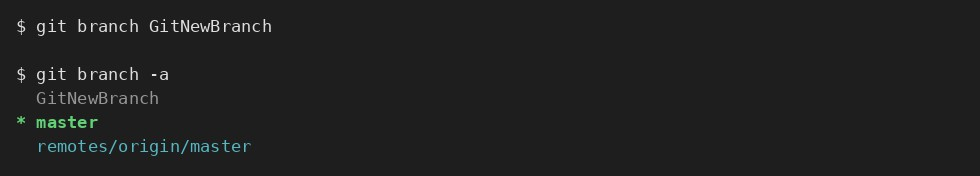 $ git branch GitNewBranch
$ git branch -a
GitNewBranch
* master
remotes/origin/master